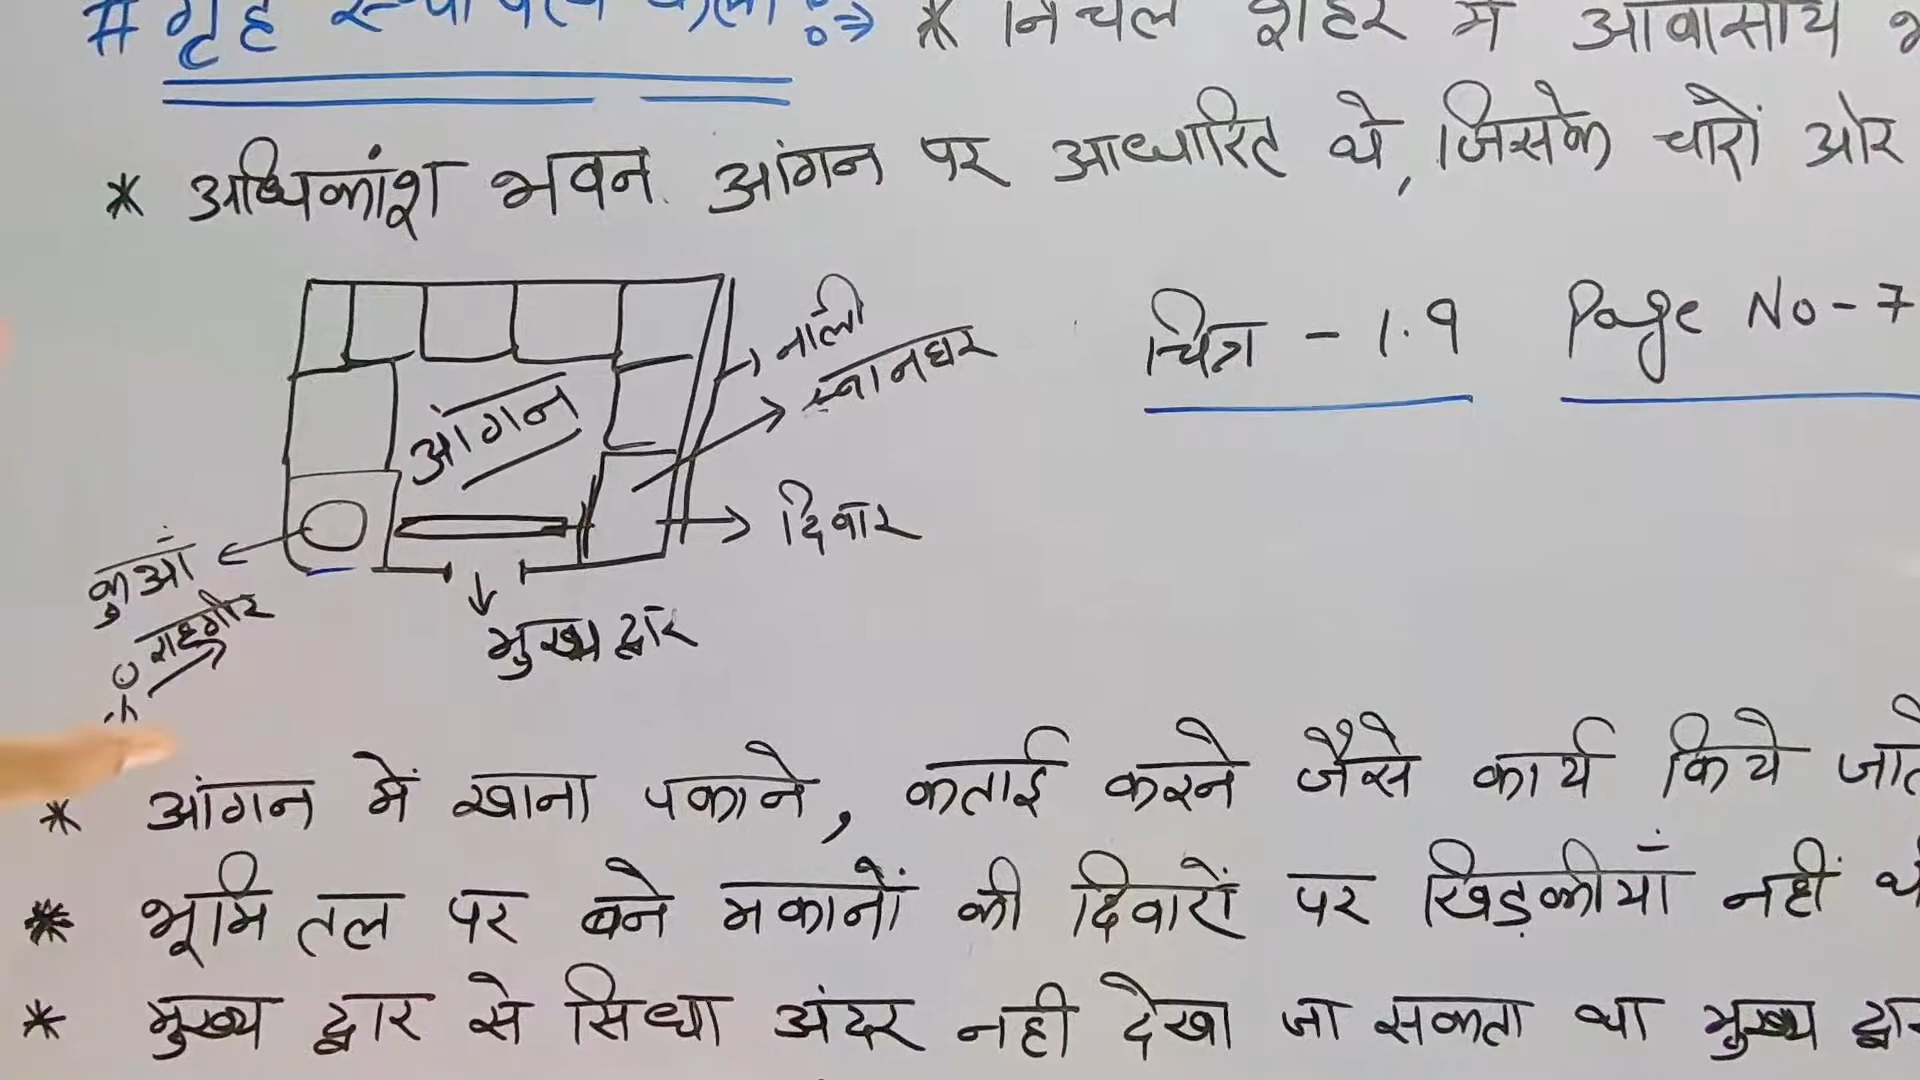 # गृह स्थापत्य कला :⇒ * निचले शहर में आवासीय
* अधिकांश भवन आंगन पर आधारित थे, जिसके चारों ओर
नाली
स्नानघर
चित्र - 1.9 Page No - 7
आंगन
दिवार
कुआं
राहगीर
मुख्य द्वार
* आंगन में खाना पकाने, कताई करने जैसे कार्य किये जाते
* भूमि तल पर बने मकानों की दिवारों पर खिड़कीयाँ नहीं
* मुख्य द्वार से सिधा अंदर नही देखा जा सकता था मुख्य